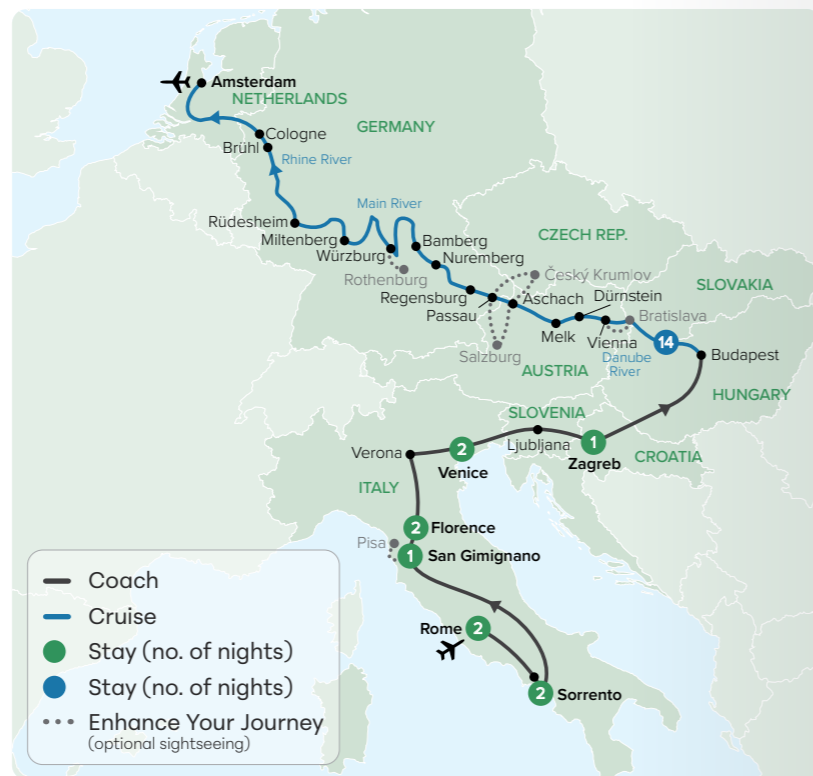 Amsterdam
NETHERLANDS
GERMANY
Cologne
Brühl
Rhine River
Main River
Rüdesheim
Miltenberg
Würzburg
Bamberg
Nuremberg
Rothenburg
CZECH REP.
Český Krumlov
SLOVAKIA
Regensburg
Passau
Aschach
Dürnstein
Bratislava
Melk
Vienna
14
Salzburg
Danube
River
Budapest
AUSTRIA
HUNGARY
SLOVENIA
Verona
2
Ljubljana
1
Venice
Zagreb
CROATIA
ITALY
2
Florence
Pisa
1
San Gimignano
Rome
2
2
Sorrento
Coach
Cruise
Stay (no. of nights)
Stay (no. of nights)
Enhance Your Journey
(optional sightseeing)